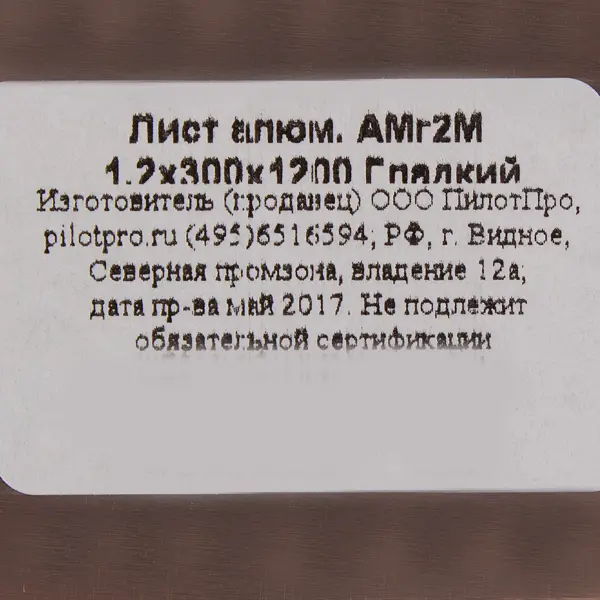 Лист алюм. АМг2М
1,2х300х1200 Гладкий
Изготовитель (продавец) ООО ПилотПро,
pilotpro.ru (495)6516594; РФ, г. Видное,
Северная промзона, владение 12а;
дата пр-ва май 2017. Не подлежит
обязательной сертификации